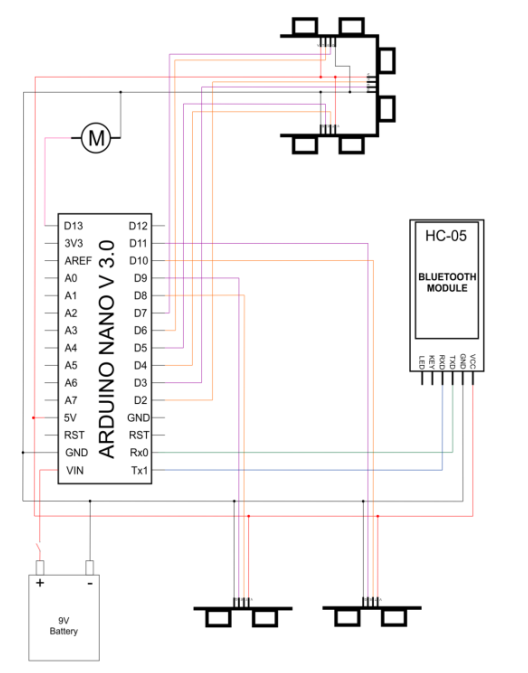 M
D13
3V3
AREF
A0
A1
A2
A3
A4
A5
A6
A7
5V
RST
GND
VIN
ARDUINO NANO V 3.0
D12
D11
D10
D9
D8
D7
D6
D5
D4
D3
D2
GND
RST
Rx0
Tx1
HC-05
BLUETOOTH
MODULE
LED
KEY
RXD
TXD
GND
VCC
+ -
9V
Battery